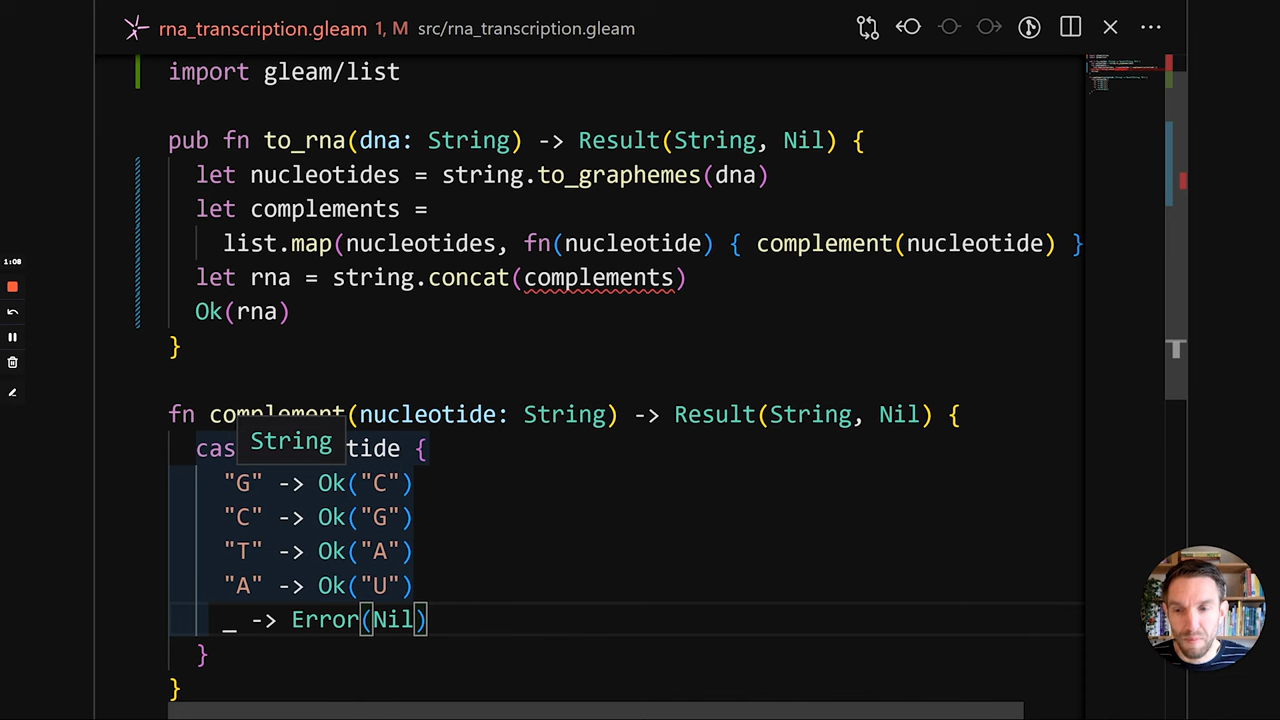 rna_transcription.gleam 1, M src/rna_transcription.gleam
import gleam/list
pub fn to_rna(dna: String) -> Result(String, Nil) {
let nucleotides = string.to_graphemes(dna)
let complements =
list.map(nucleotides, fn(nucleotide) { complement(nucleotide) }
let rna = string.concat(complements)
Ok(rna)
}
fn complement(nucleotide: String) -> Result(String, Nil) {
String
cas tide {
"G" -> Ok("C")
"C" -> Ok("G")
"T" -> Ok("A")
"A" -> Ok("U")
_ -> Error(Nil)
}
}
1:08